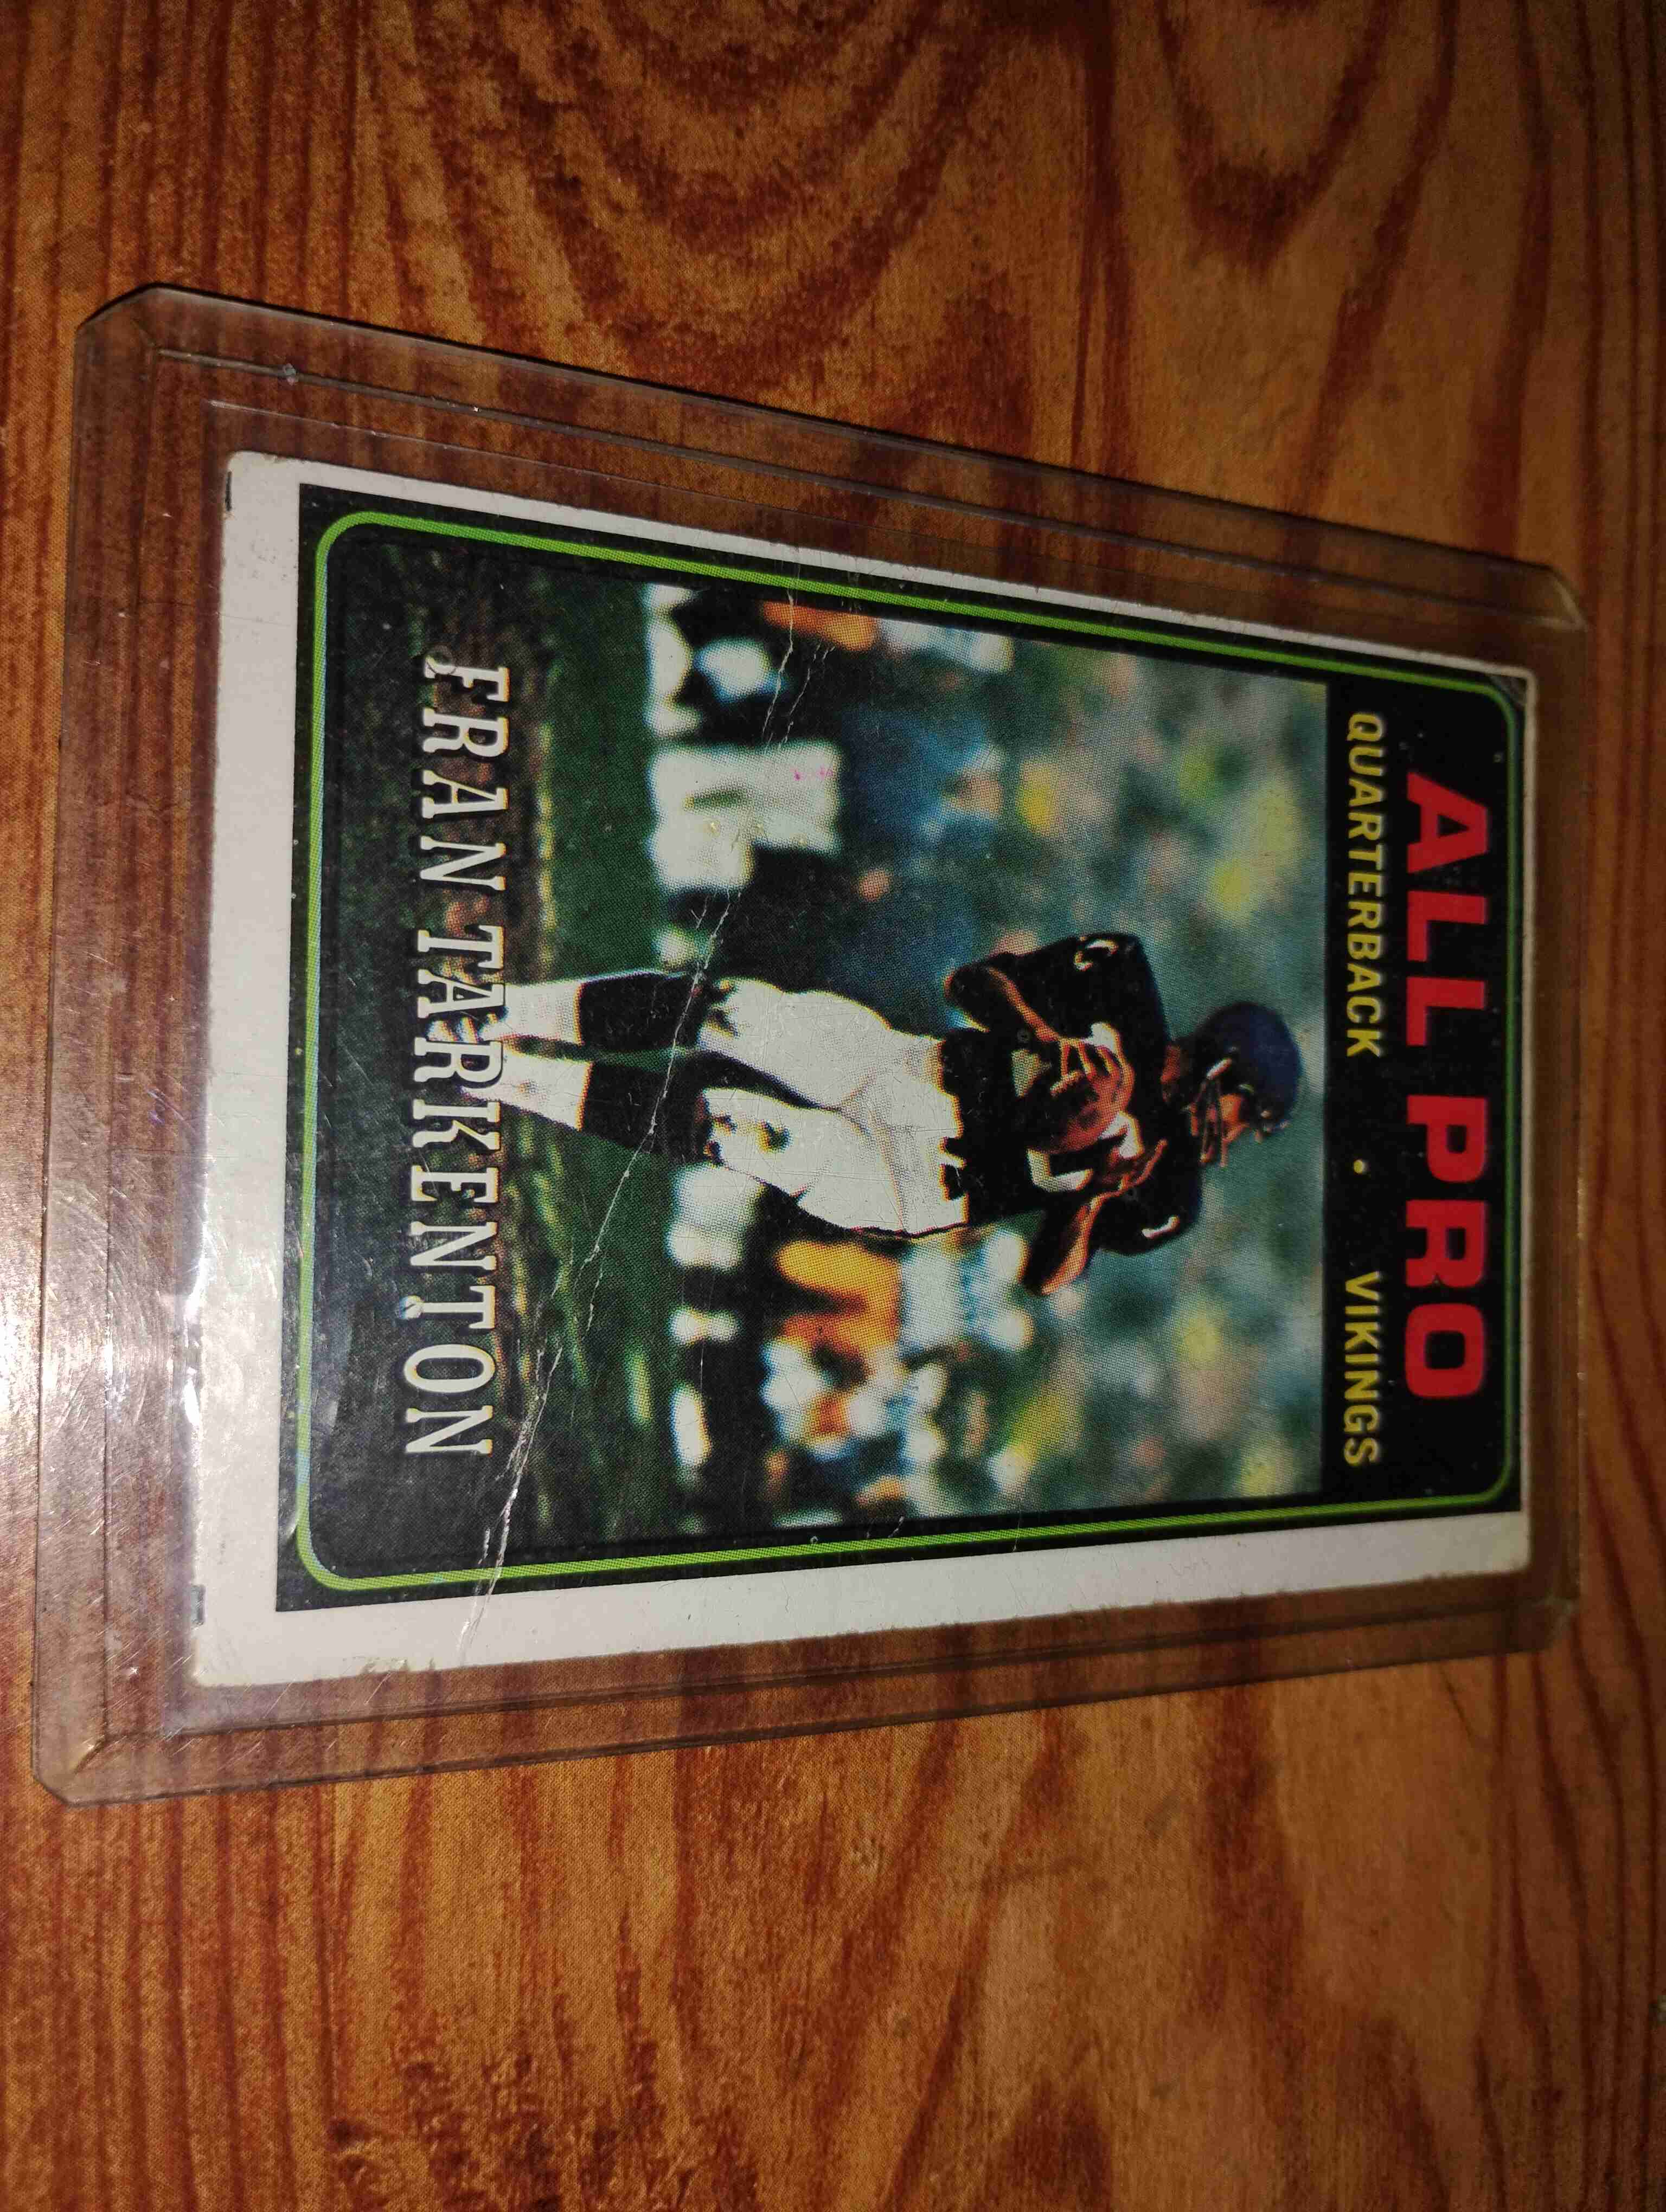 ALL PRO
QUARTERBACK • VIKINGS
FRAN TARKENTON